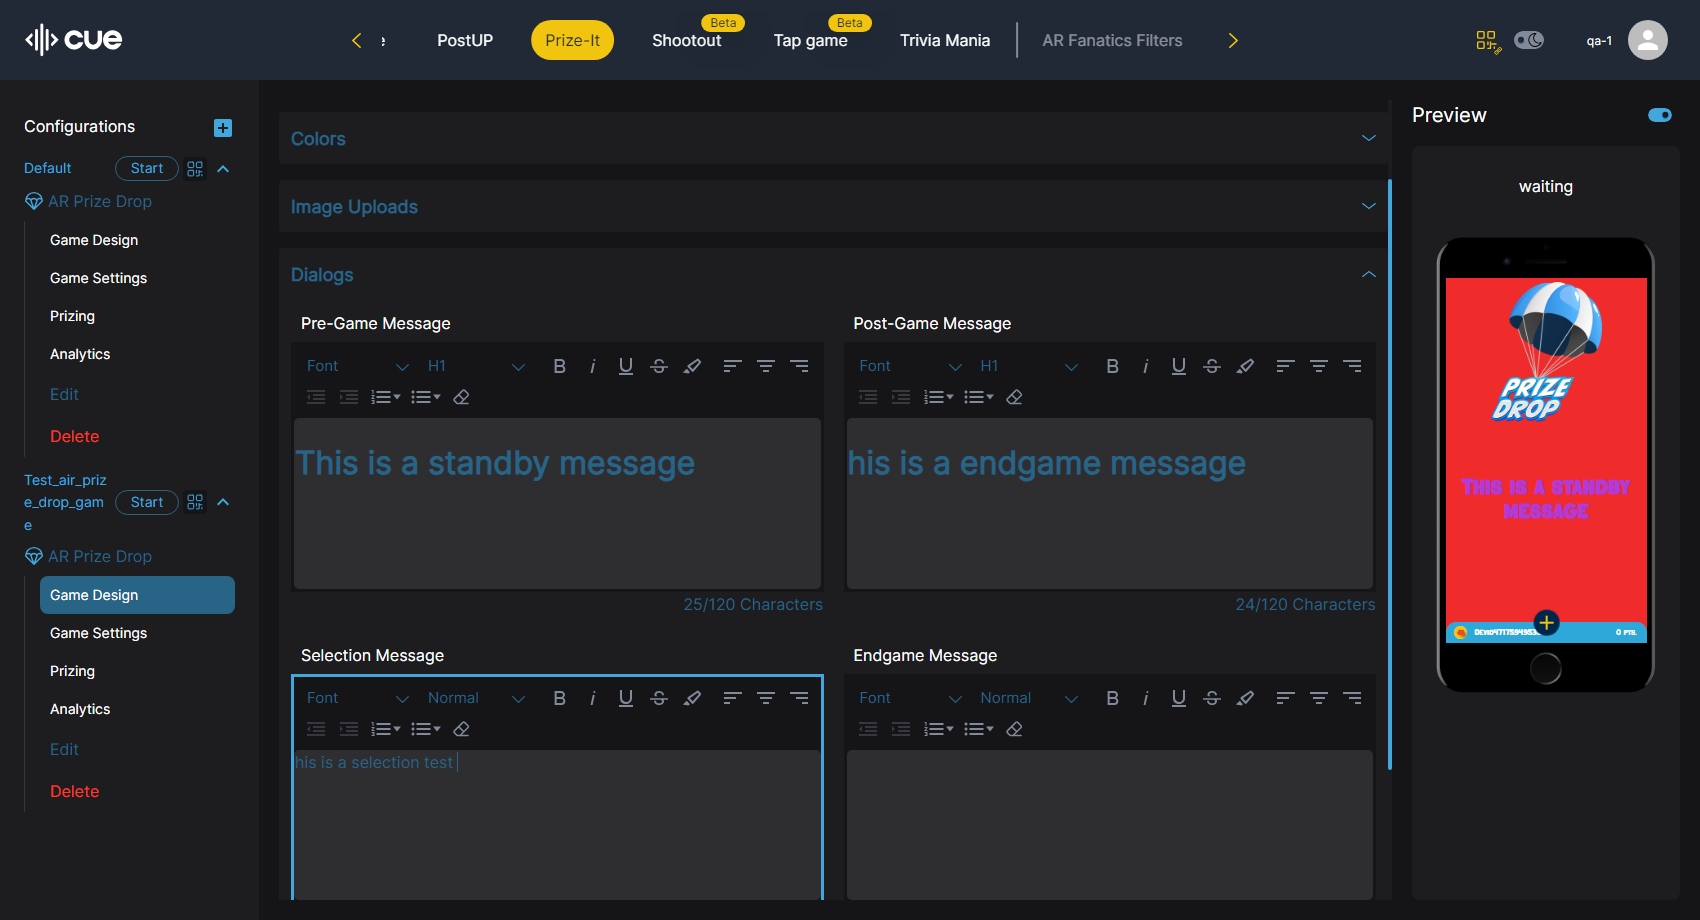 cue
e
PostUP
Prize-It
Beta
Shootout
Beta
Tap game
Trivia Mania
AR Fanatics Filters
qa-1
Configurations
Default
Start
AR Prize Drop
Game Design
Game Settings
Prizing
Analytics
Edit
Delete
Test_air_priz
e_drop_gam
e
Start
AR Prize Drop
Game Design
Game Settings
Prizing
Analytics
Edit
Delete
Colors
Image Uploads
Dialogs
Pre-Game Message
Font H1
This is a standby message
25/120 Characters
Post-Game Message
Font H1
his is a endgame message
24/120 Characters
Selection Message
Font Normal
his is a selection test
Endgame Message
Font Normal
Preview
waiting
PRIZE
DROP
This is a standby
message
0 pts.